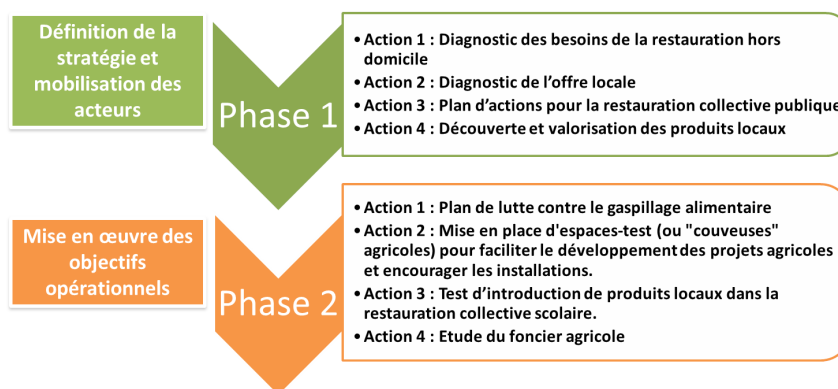 Définition de la
stratégie et
mobilisation des
acteurs
Phase 1
• Action 1 : Diagnostic des besoins de la restauration hors
domicile
• Action 2 : Diagnostic de l'offre locale
• Action 3 : Plan d'actions pour la restauration collective publique
• Action 4 : Découverte et valorisation des produits locaux
Mise en œuvre des
objectifs
opérationnels
Phase 2
• Action 1 : Plan de lutte contre le gaspillage alimentaire
• Action 2 : Mise en place d'espaces-test (ou "couveuses"
agricoles) pour faciliter le développement des projets agricoles
et encourager les installations.
• Action 3 : Test d'introduction de produits locaux dans la
restauration collective scolaire.
• Action 4 : Etude du foncier agricole